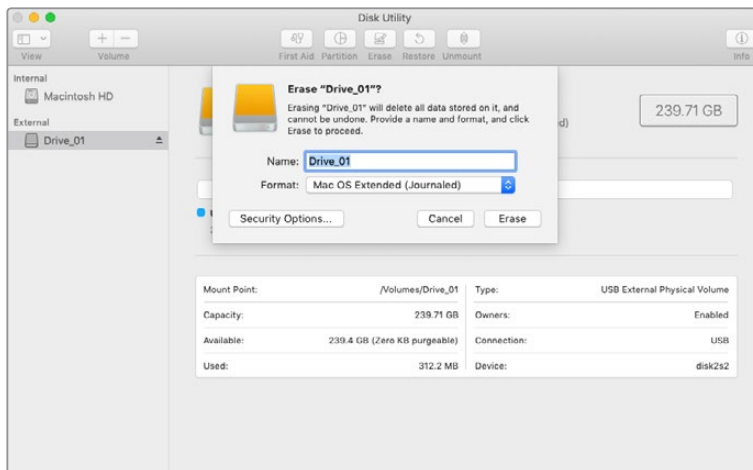 Disk Utility
View
Volume
First Aid Partition Erase Restore Unmount
Info
Internal
Macintosh HD
External
Drive_01
Erase “Drive_01”?
Erasing “Drive_01” will delete all data stored on it, and
cannot be undone. Provide a name and format, and click
Erase to proceed.
239.71 GB
Name: Drive_01
Format: Mac OS Extended (Journaled)
Security Options... Cancel Erase
Mount Point: /Volumes/Drive_01 Type: USB External Physical Volume
Capacity: 239.71 GB Owners: Enabled
Available: 239.4 GB (Zero KB purgeable) Connection: USB
Used: 312.2 MB Device: disk2s2